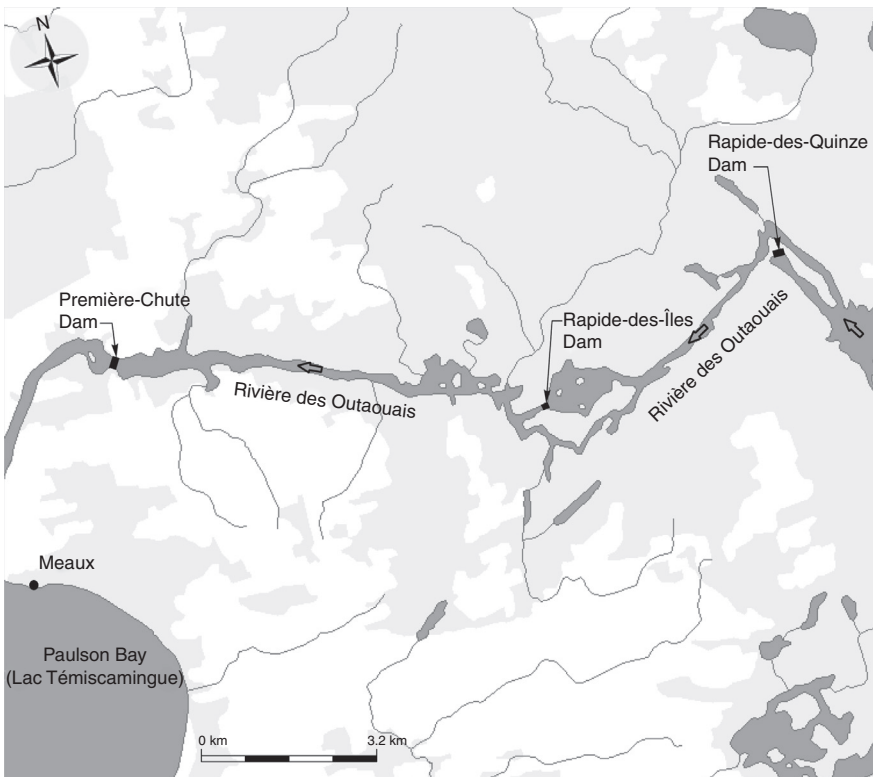 N
Rapide-des-Quinze
Dam
Première-Chute
Dam
Rapide-des-Îles
Dam
Rivière des Outaouais
Rivière des Outaouais
Meaux
Paulson Bay
(Lac Témiscamingue)
0 km
3.2 km